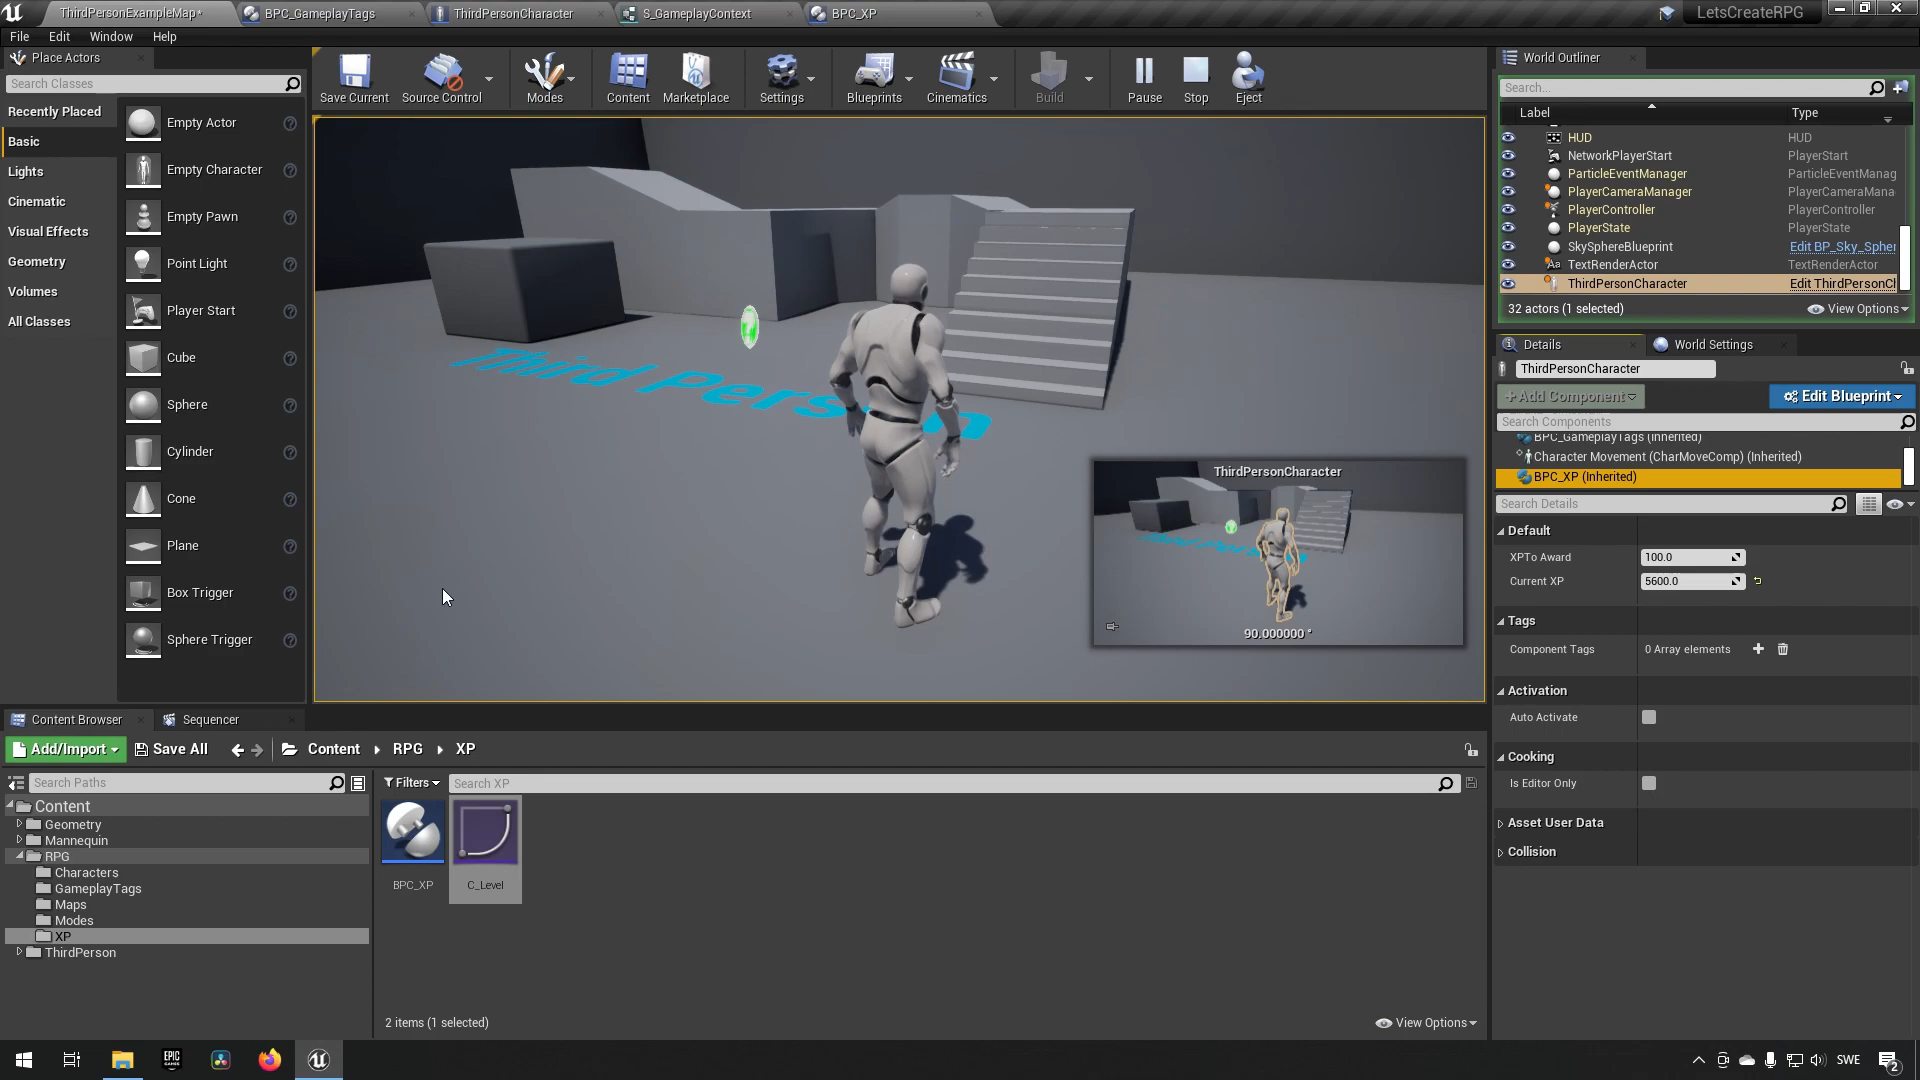 ThirdPersonExampleMap*
BPC_GameplayTags
ThirdPersonCharacter
S_GameplayContext
BPC_XP
LetsCreateRPG
File
Edit
Window
Help
Place Actors
Search Classes
Recently Placed
Basic
Lights
Cinematic
Visual Effects
Geometry
Volumes
All Classes
Empty Actor
Empty Character
Empty Pawn
Point Light
Player Start
Cube
Sphere
Cylinder
Cone
Plane
Box Trigger
Sphere Trigger
Save Current
Source Control
Modes
Content
Marketplace
Settings
Blueprints
Cinematics
Build
Pause
Stop
Eject
Third Person
ThirdPersonCharacter
90.000000 °
World Outliner
Search...
Label
Type
HUD
HUD
NetworkPlayerStart
PlayerStart
ParticleEventManager
ParticleEventManag
PlayerCameraManager
PlayerCameraMana
PlayerController
PlayerController
PlayerState
PlayerState
SkySphereBlueprint
Edit BP_Sky_Spher
TextRenderActor
TextRenderActor
ThirdPersonCharacter
Edit ThirdPersonCl
32 actors (1 selected)
View Options
Details
World Settings
ThirdPersonCharacter
+Add Component
Edit Blueprint
Search Components
BPC_GameplayTags (Inherited)
Character Movement (CharMoveComp) (Inherited)
BPC_XP (Inherited)
Search Details
Default
XPTo Award
100.0
Current XP
5600.0
Tags
Component Tags
0 Array elements
Activation
Auto Activate
Cooking
Is Editor Only
Asset User Data
Collision
Content Browser
Sequencer
Add/Import
Save All
Content
RPG
XP
Search Paths
Filters
Search XP
Content
Geometry
Mannequin
RPG
Characters
GameplayTags
Maps
Modes
XP
ThirdPerson
BPC_XP
C_Level
2 items (1 selected)
View Options
EPIC
GAMES
SWE
2